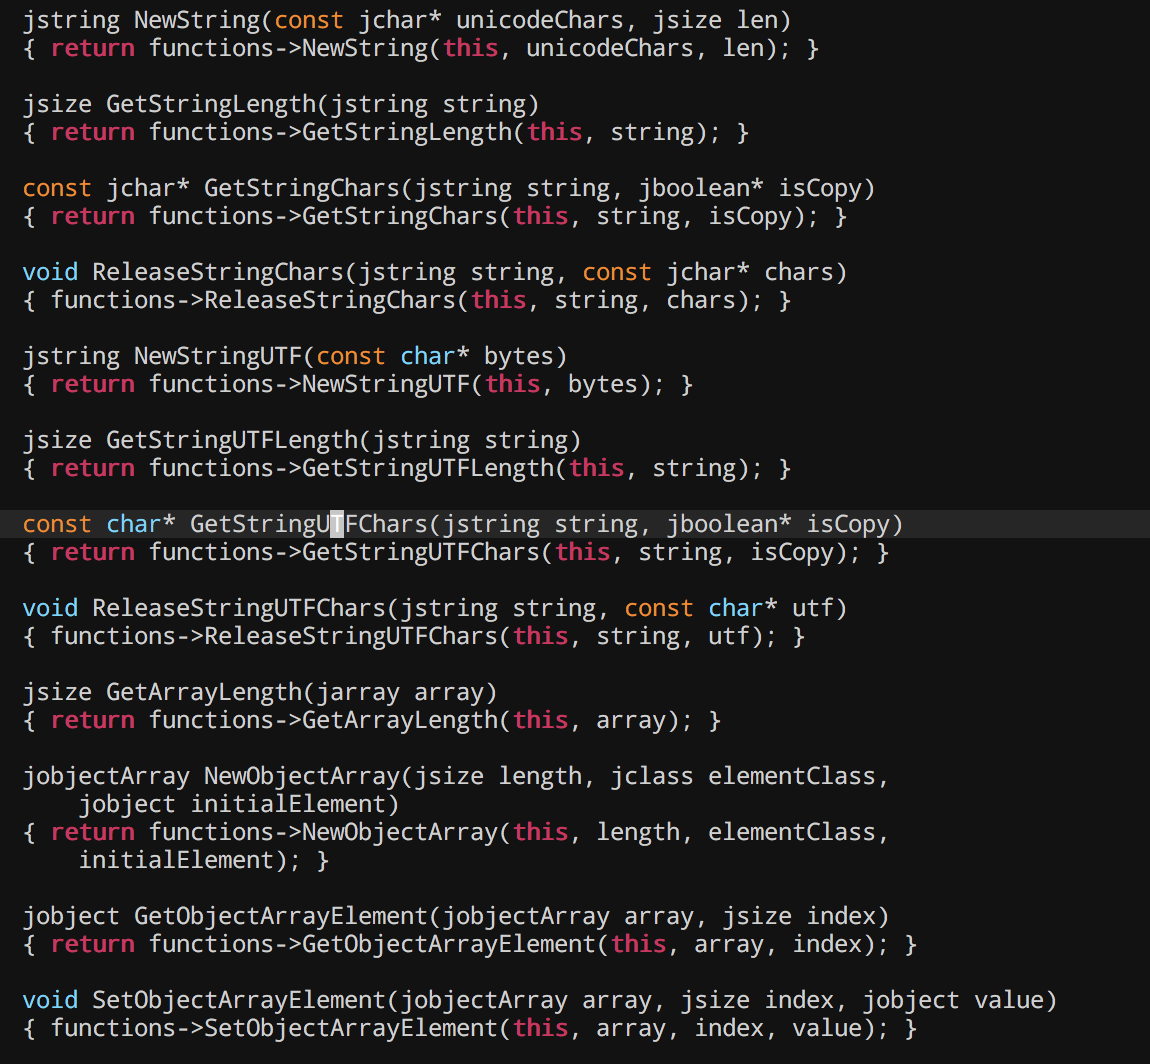 jstring NewString(const jchar* unicodeChars, jsize len)
{ return functions->NewString(this, unicodeChars, len); }
jsize GetStringLength(jstring string)
{ return functions->GetStringLength(this, string); }
const jchar* GetStringChars(jstring string, jboolean* isCopy)
{ return functions->GetStringChars(this, string, isCopy); }
void ReleaseStringChars(jstring string, const jchar* chars)
{ functions->ReleaseStringChars(this, string, chars); }
jstring NewStringUTF(const char* bytes)
{ return functions->NewStringUTF(this, bytes); }
jsize GetStringUTFLength(jstring string)
{ return functions->GetStringUTFLength(this, string); }
const char* GetStringUTFChars(jstring string, jboolean* isCopy)
{ return functions->GetStringUTFChars(this, string, isCopy); }
void ReleaseStringUTFChars(jstring string, const char* utf)
{ functions->ReleaseStringUTFChars(this, string, utf); }
jsize GetArrayLength(jarray array)
{ return functions->GetArrayLength(this, array); }
jobjectArray NewObjectArray(jsize length, jclass elementClass,
    jobject initialElement)
{ return functions->NewObjectArray(this, length, elementClass,
    initialElement); }
jobject GetObjectArrayElement(jobjectArray array, jsize index)
{ return functions->GetObjectArrayElement(this, array, index); }
void SetObjectArrayElement(jobjectArray array, jsize index, jobject value)
{ functions->SetObjectArrayElement(this, array, index, value); }